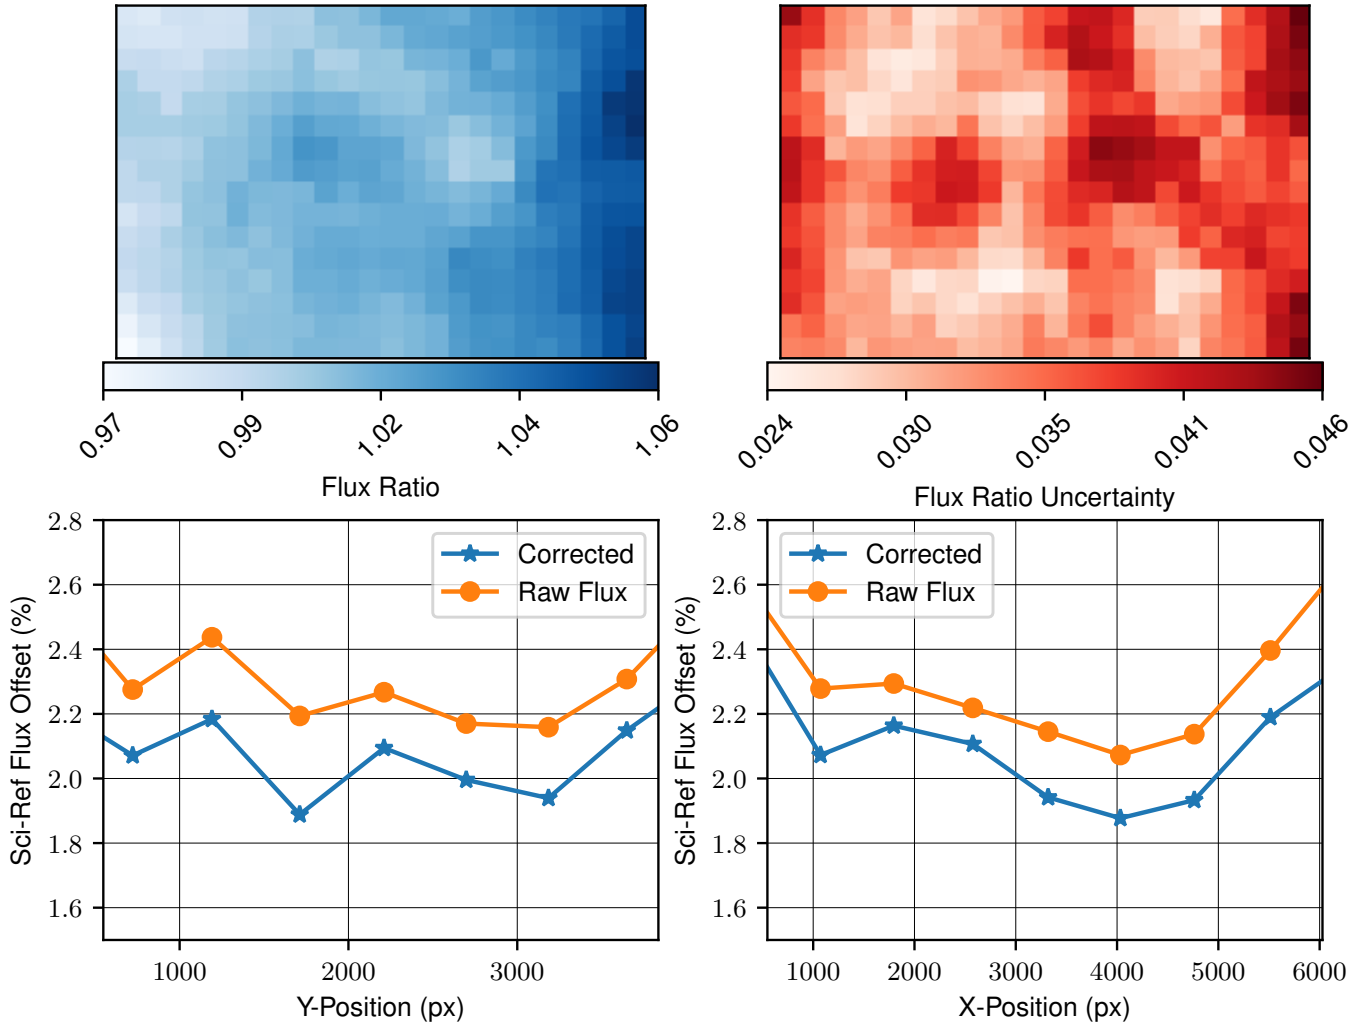 0.97 0.99 1.02 1.04 1.06
Flux Ratio
0.024 0.030 0.035 0.041 0.046
Flux Ratio Uncertainty
2.8
2.6
2.4
2.2
2.0
1.8
1.6
Sci-Ref Flux Offset (%)
Corrected
Raw Flux
1000 2000 3000
Y-Position (px)
2.8
2.6
2.4
2.2
2.0
1.8
1.6
Sci-Ref Flux Offset (%)
Corrected
Raw Flux
1000 2000 3000 4000 5000 6000
X-Position (px)